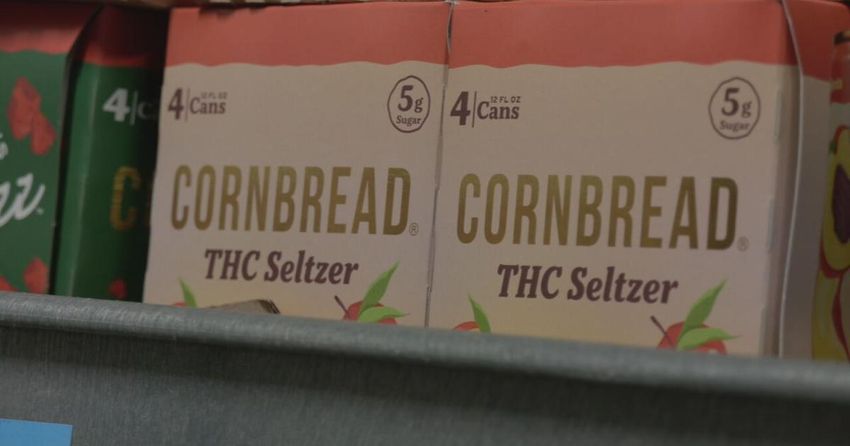 4 | 12 FL OZ
Cans
5g
Sugar
CORNBREAD®
THC Seltzer
4 | 12 FL OZ
Cans
5g
Sugar
CORNBREAD®
THC Seltzer
4